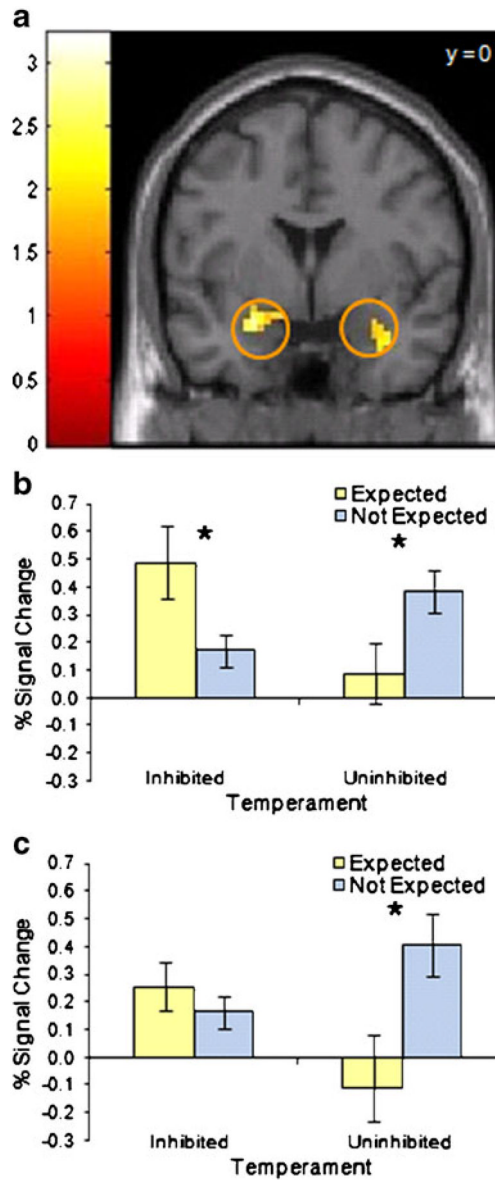 a
y = 0
3
2.5
2
1.5
1
0.5
0
b
Expected
Not Expected
0.7
0.6
0.5
0.4
0.3
0.2
0.1
0.0
-0.1
-0.2
-0.3
% Signal Change
*
*
Inhibited
Uninhibited
Temperament
c
Expected
Not Expected
0.7
0.6
0.5
0.4
0.3
0.2
0.1
0.0
-0.1
-0.2
-0.3
% Signal Change
*
Inhibited
Uninhibited
Temperament